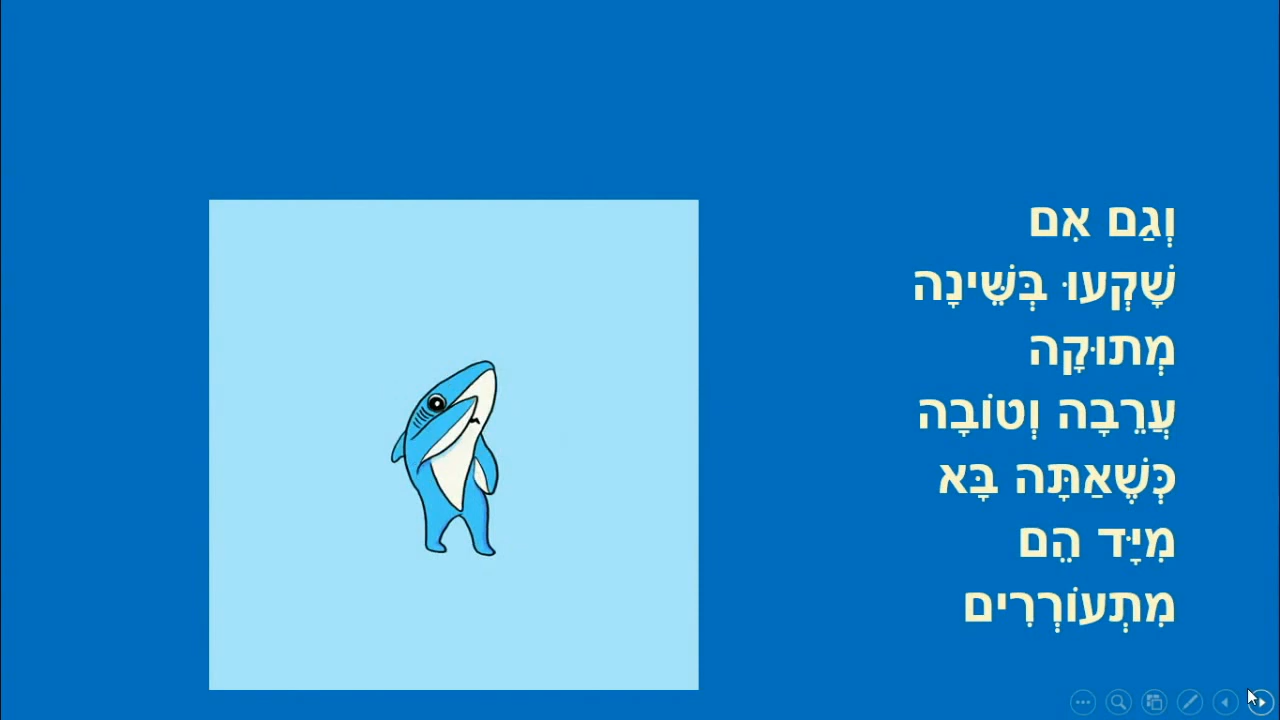 וְגַם אִם
שָׁקְעוּ בְּשֵׁינָה
מְתוּקָה
עֲרֵבָה וְטוֹבָה
כְּשֶׁאַתָּה בָּא
מִיָּד הֵם
מִתְעוֹרְרִים